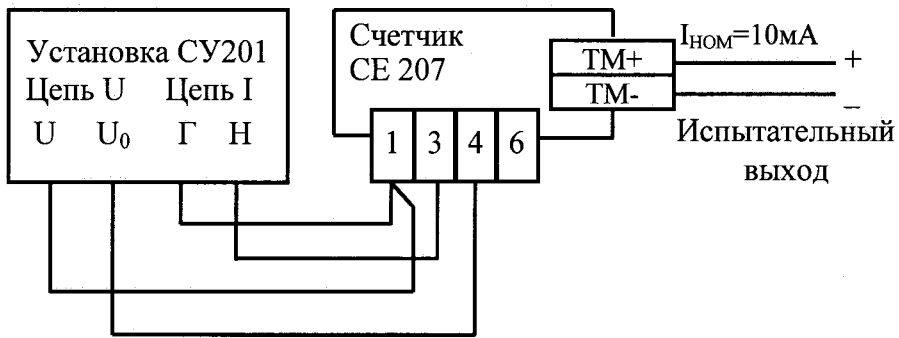 Установка СУ201
Цепь U Цепь I
U U₀ Г Н
Счетчик
СЕ 207
1 3 4 6
ТМ+
ТМ-
IНОМ=10мА
+
–
Испытательный
выход